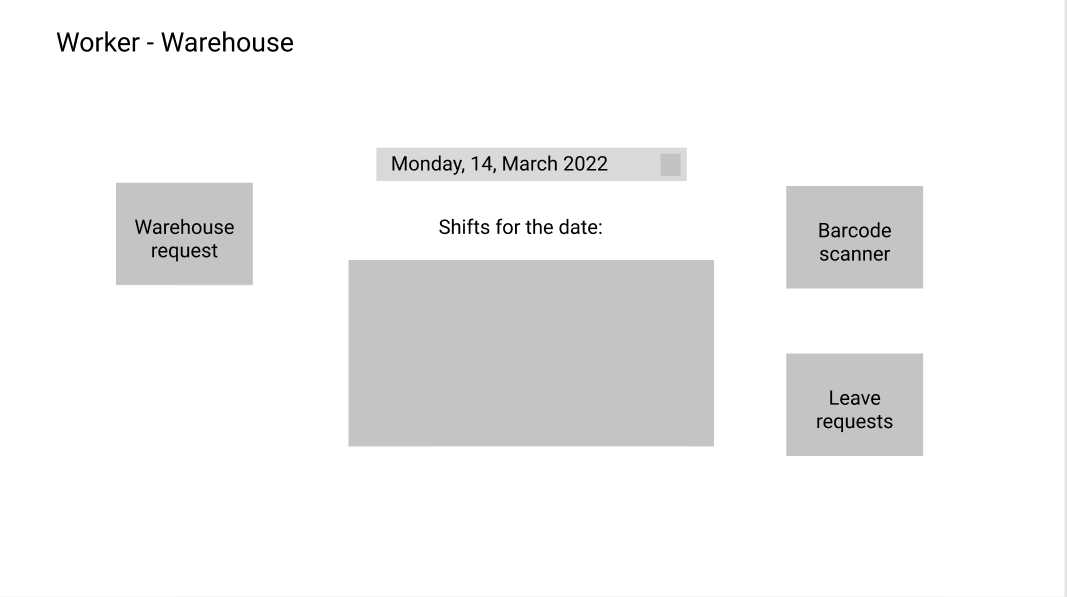 Worker - Warehouse
Monday, 14, March 2022
Warehouse
request
Shifts for the date:
Barcode
scanner
Leave
requests